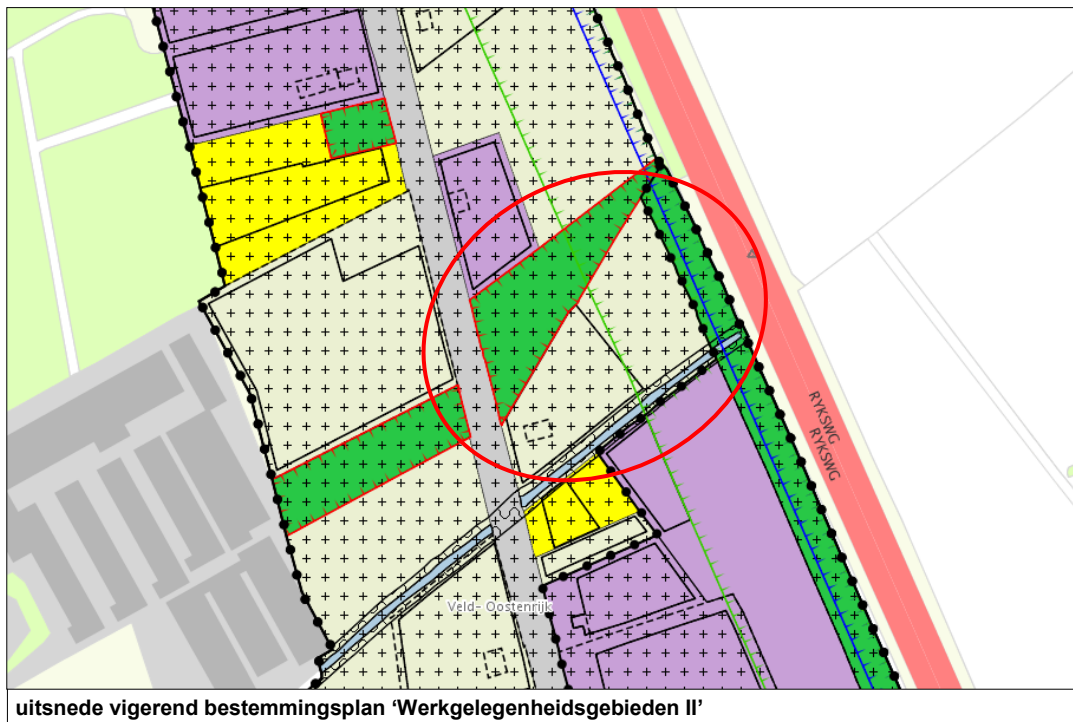 RYKSWG
RYKSWG
Veld- Oostenrijk
uitsnede vigerend bestemmingsplan ‘Werkgelegenheidsgebieden II’